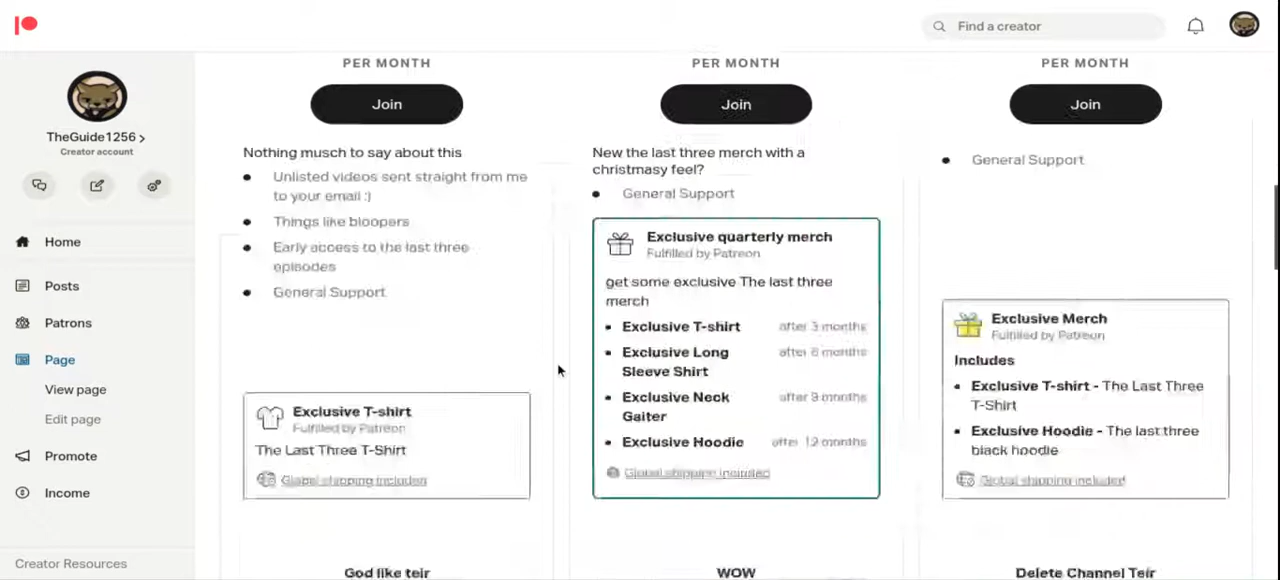 Find a creator
TheGuide1256 >
Creator account
Home
Posts
Patrons
Page
View page
Edit page
Promote
Income
Creator Resources
PER MONTH
Join
Nothing musch to say about this
Unlisted videos sent straight from me
to your email :)
Things like bloopers
Early access to the last three
episodes
General Support
Exclusive T-shirt
Fulfilled by Patreon
The Last Three T-Shirt
Global shipping included
God like teir
PER MONTH
Join
New the last three merch with a
christmasy feel?
General Support
Exclusive quarterly merch
Fulfilled by Patreon
get some exclusive The last three
merch
Exclusive T-shirt after 3 months
Exclusive Long after 6 months
Sleeve Shirt
Exclusive Neck after 9 months
Gaiter
Exclusive Hoodie after 12 months
Global shipping included
WOW
PER MONTH
Join
General Support
Exclusive Merch
Fulfilled by Patreon
Includes
Exclusive T-shirt - The Last Three
T-Shirt
Exclusive Hoodie - The last three
black hoodie
Global shipping included
Delete Channel Teir